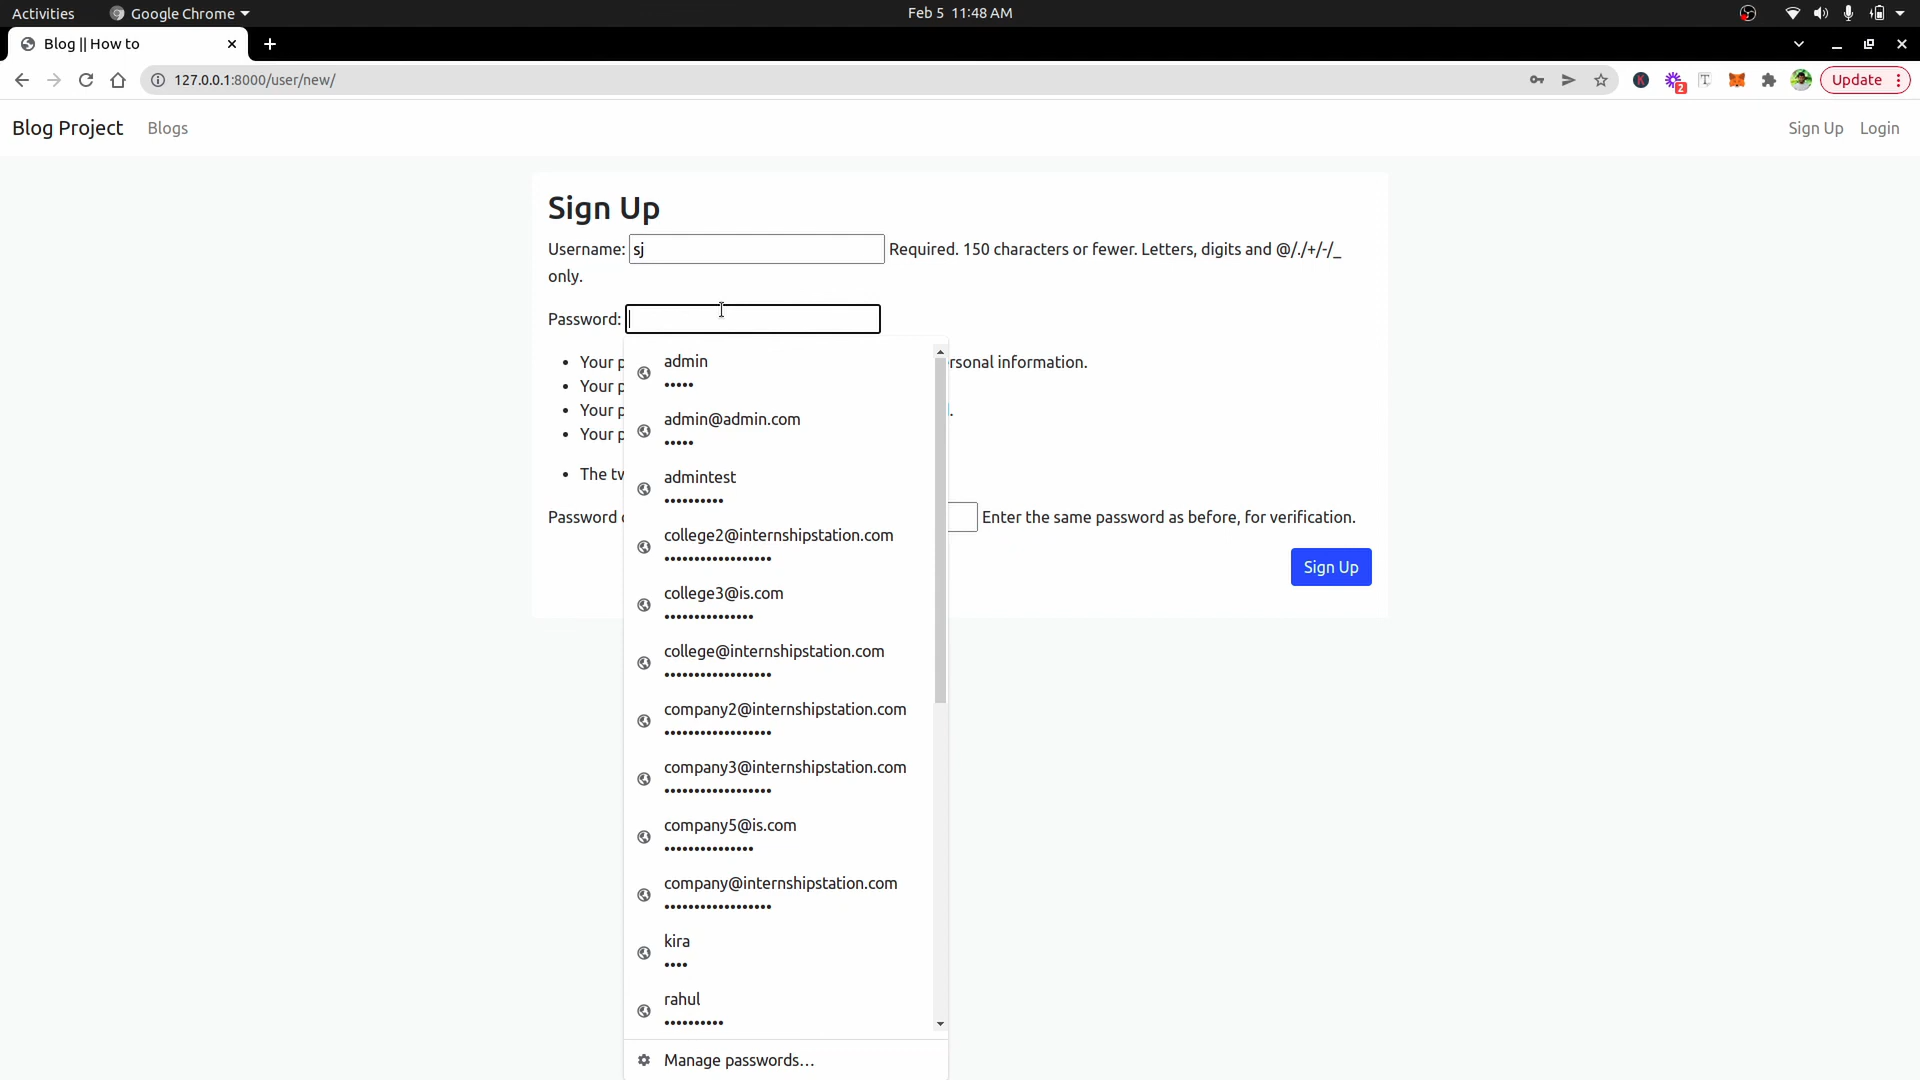 Activities Google Chrome Feb 5 11:48 AM
Blog || How to
127.0.0.1:8000/user/new/ 2 T Update
Blog Project Blogs Sign Up Login
Sign Up
Username: sj Required. 150 characters or fewer. Letters, digits and @/./+/-/_
only.
Password:
• Your p rsonal information.
• Your p
• Your p .
• Your p
• The tw
Password Enter the same password as before, for verification.
Sign Up
admin
•••••
admin@admin.com
•••••
admintest
••••••••••
college2@internshipstation.com
••••••••••••••••••
college3@is.com
•••••••••••••••
college@internshipstation.com
••••••••••••••••••
company2@internshipstation.com
••••••••••••••••••
company3@internshipstation.com
••••••••••••••••••
company5@is.com
•••••••••••••••
company@internshipstation.com
••••••••••••••••••
kira
••••
rahul
••••••••••
Manage passwords...